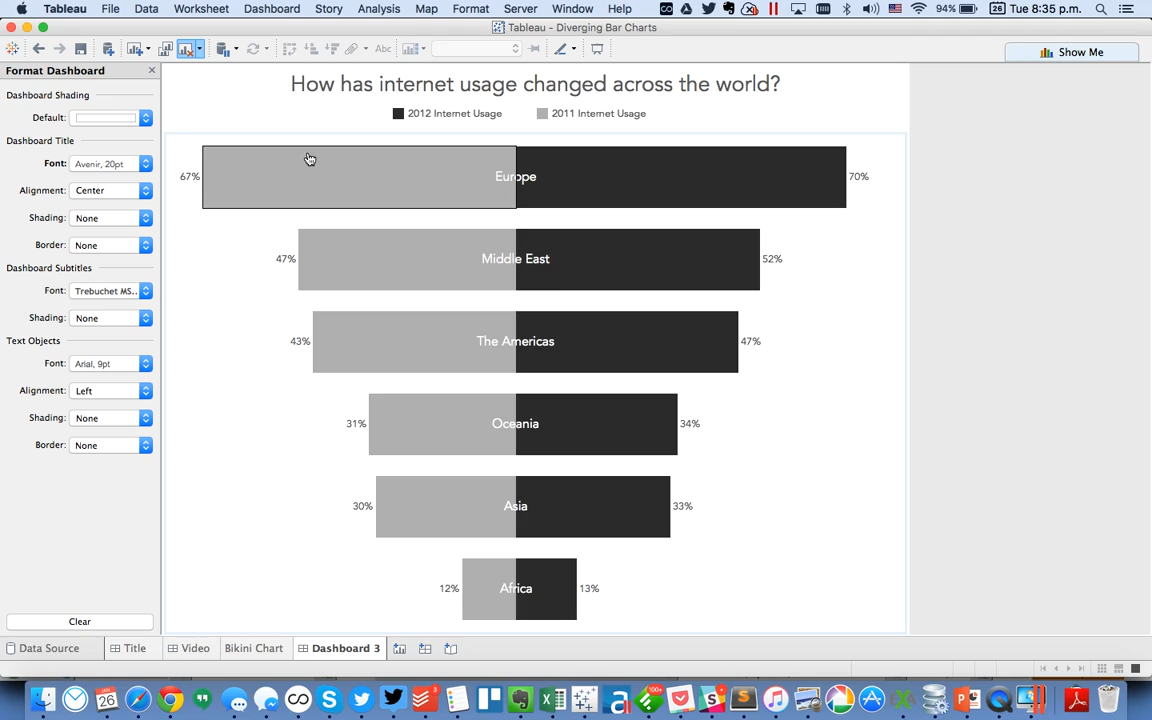 Tableau File Data Worksheet Dashboard Story Analysis Map Format Server Window Help 94% 26 Tue 8:35 p.m.
Tableau - Diverging Bar Charts
Abc Show Me
Format Dashboard
Dashboard Shading
Default:
Dashboard Title
Font: Avenir, 20pt
Alignment: Center
Shading: None
Border: None
Dashboard Subtitles
Font: Trebuchet MS..
Shading: None
Text Objects
Font: Arial, 9pt
Alignment: Left
Shading: None
Border: None
Clear
How has internet usage changed across the world?
2012 Internet Usage 2011 Internet Usage
67% Europe 70%
47% Middle East 52%
43% The Americas 47%
31% Oceania 34%
30% Asia 33%
12% Africa 13%
Data Source Title Video Bikini Chart Dashboard 3
26 3 100+